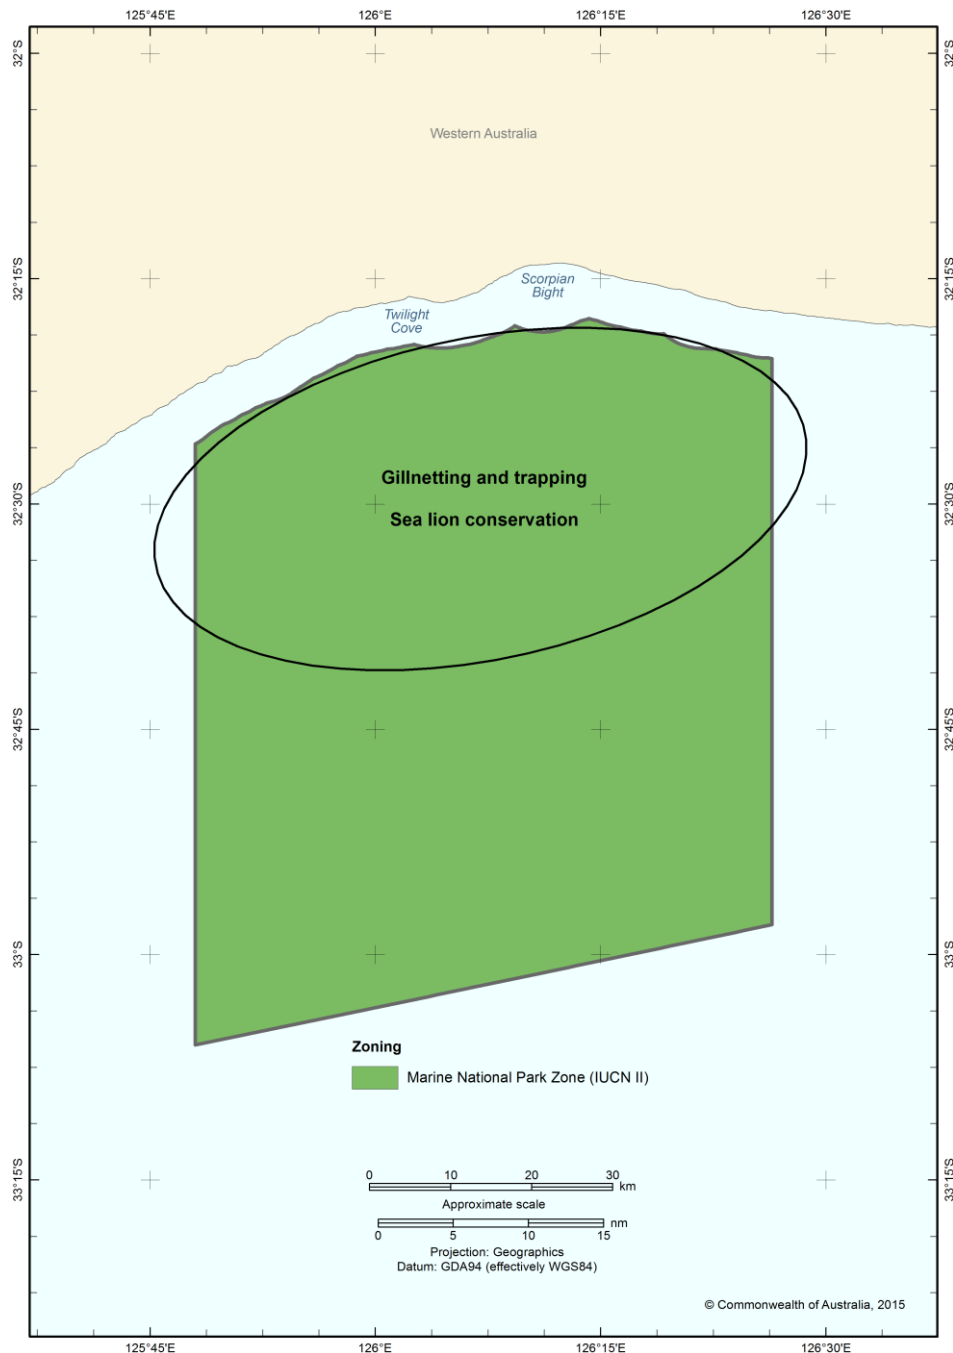 125°45'E 126°E 126°15'E 126°30'E
32°S 32°S
Western Australia
32°15'S 32°15'S
Scorpian
Bight
Twilight
Cove
Gillnetting and trapping
32°30'S 32°30'S
Sea lion conservation
32°45'S 32°45'S
33°S 33°S
Zoning
Marine National Park Zone (IUCN II)
33°15'S 33°15'S
0 10 20 30
km
Approximate scale
nm
0 5 10 15
Projection: Geographics
Datum: GDA94 (effectively WGS84)
© Commonwealth of Australia, 2015
125°45'E 126°E 126°15'E 126°30'E